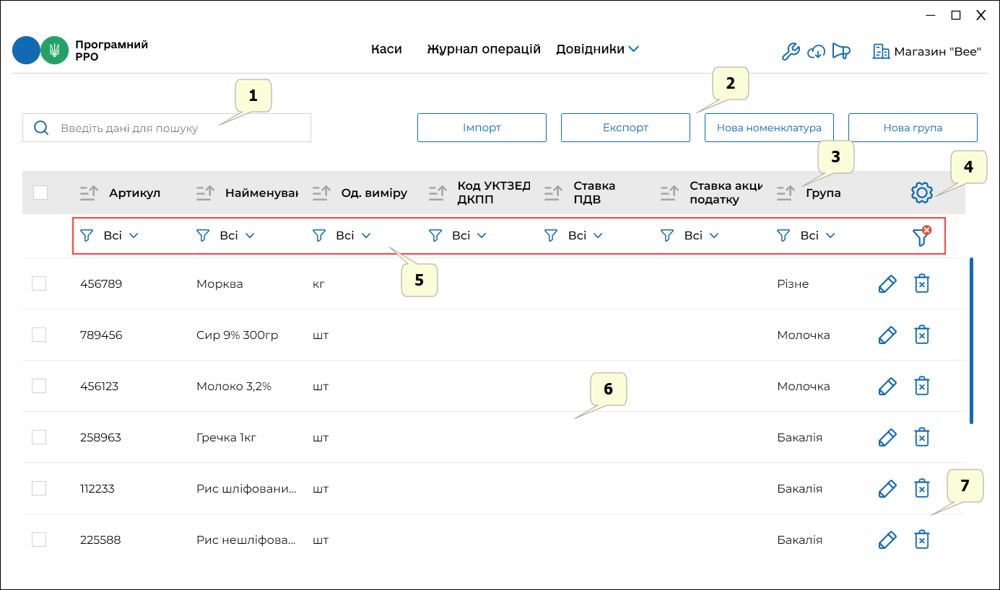 Програмний
РРО
Каси
Журнал операцій
Довідники
Магазин "Bee"
1
2
Введіть дані для пошуку
Імпорт
Експорт
Нова номенклатура
Нова група
3
4
Артикул
Найменуван
Од. виміру
Код УКТЗЕД
ДКПП
Ставка
ПДВ
Ставка акци
податку
Група
Всі
Всі
Всі
Всі
Всі
Всі
Всі
5
456789 Морква кг Різне
789456 Сир 9% 300гр шт Молочка
456123 Молоко 3,2% шт Молочка
6
258963 Гречка 1кг шт Бакалія
112233 Рис шліфовани... шт Бакалія
7
225588 Рис нешліфова... шт Бакалія